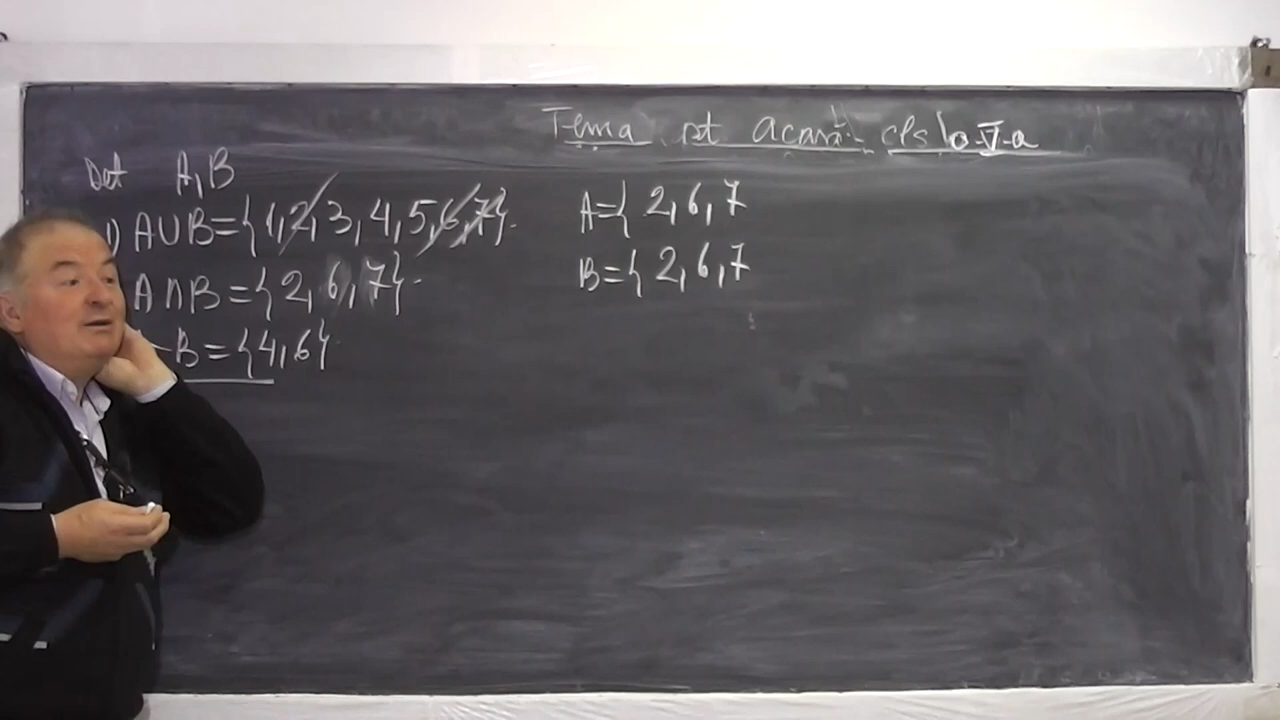 Tema pt acasă cls a V-a
Det A, B
1) A∪B={1,2,3,4,5,6,7}.
A∩B={2,6,7}.
-B={4,6}
A={2,6,7
B={2,6,7